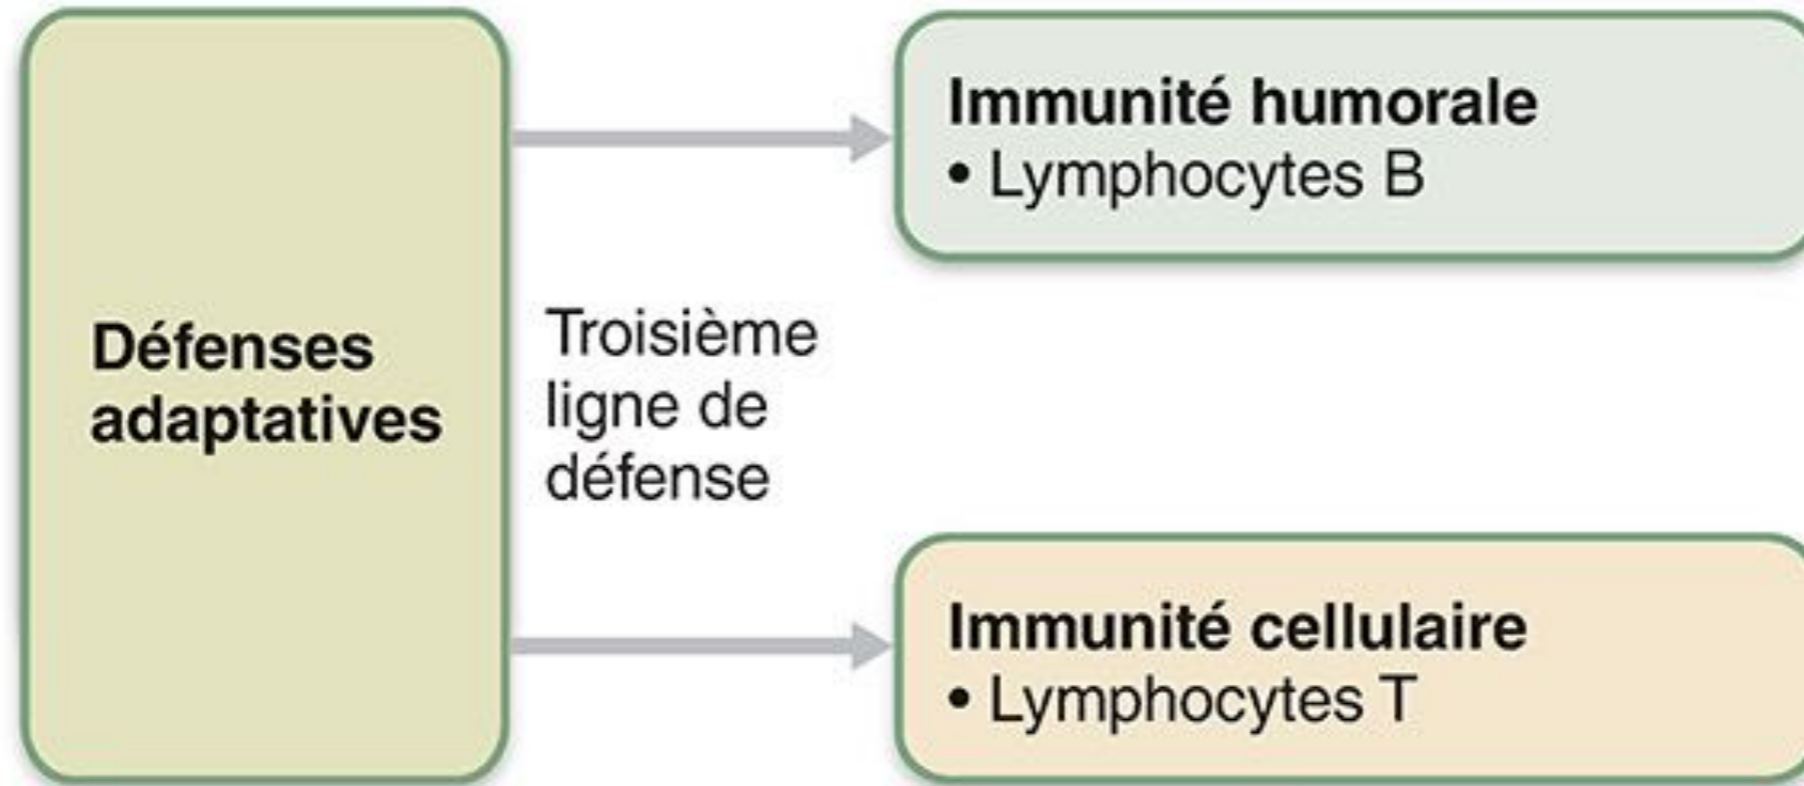 Défenses
adaptatives
Troisième
ligne de
défense
Immunité humorale
• Lymphocytes B
Immunité cellulaire
• Lymphocytes T